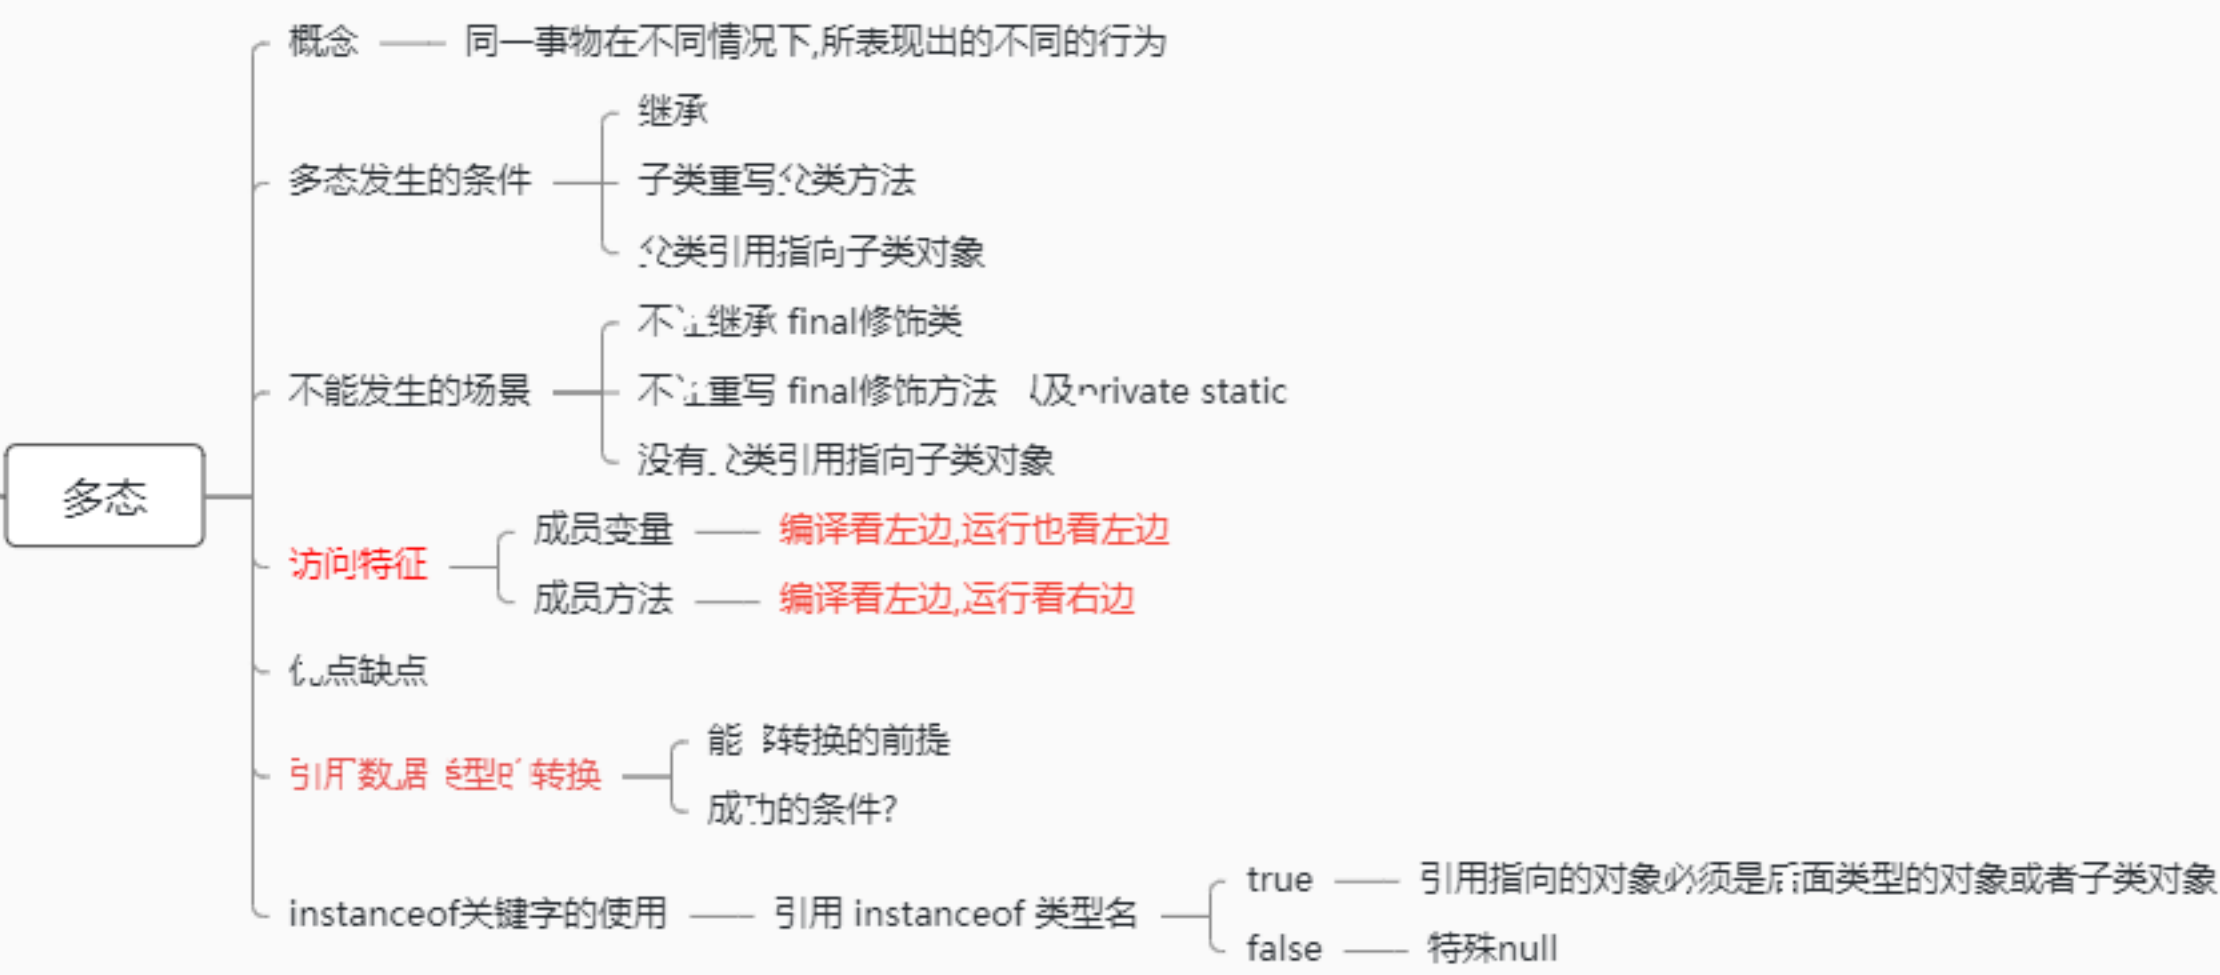 概念
同一事物在不同情况下,所表现出的不同的行为
多态发生的条件
继承
子类重写父类方法
父类引用指向子类对象
不能发生的场景
不让继承 final修饰类
不让重写 final修饰方法 以及private static
没有父类引用指向子类对象
多态
访问特征
成员变量
编译看左边,运行也看左边
成员方法
编译看左边,运行看右边
优点缺点
引用数据类型的转换
能够转换的前提
成功的条件?
instanceof关键字的使用
引用 instanceof 类型名
true
引用指向的对象必须是后面类型的对象或者子类对象
false
特殊null